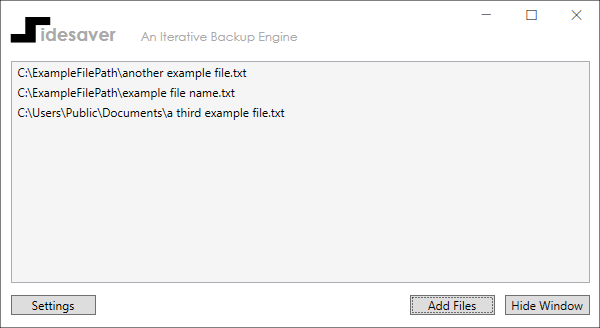 Sidesaver An Iterative Backup Engine
C:\ExampleFilePath\another example file.txt
C:\ExampleFilePath\example file name.txt
C:\Users\Public\Documents\a third example file.txt
Settings Add Files Hide Window